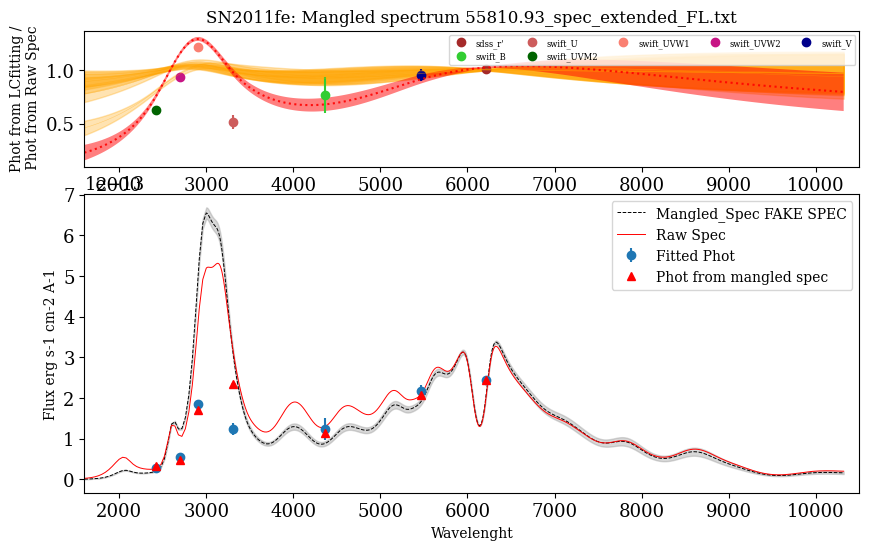 SN2011fe: Mangled spectrum 55810.93_spec_extended_FL.txt
Phot from LCfitting /
Phot from Raw Spec
1.0
0.5
sdss_r' swift_U swift_UVW1 swift_UVW2 swift_V
swift_B swift_UVM2
2000 3000 4000 5000 6000 7000 8000 9000 10000
1e−13
Flux erg s-1 cm-2 A-1
7
6
5
4
3
2
1
0
Mangled_Spec FAKE SPEC
Raw Spec
Fitted Phot
Phot from mangled spec
2000 3000 4000 5000 6000 7000 8000 9000 10000
Wavelenght